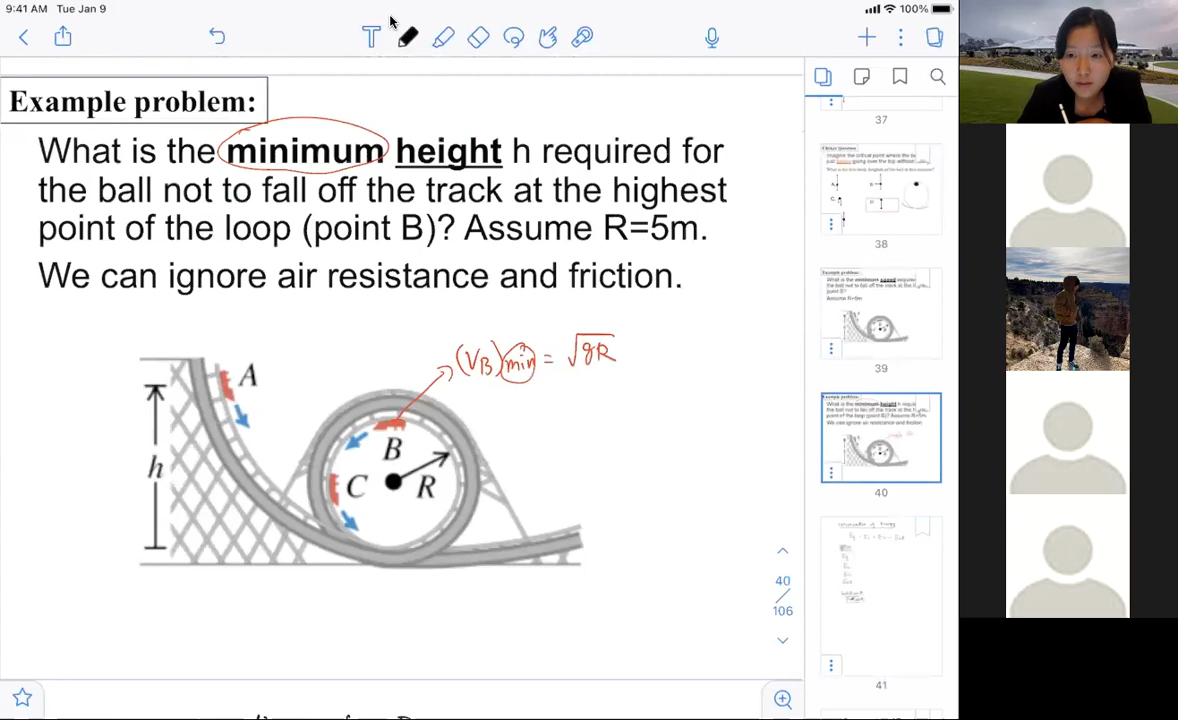 9:41 AM Tue Jan 9
100%
Example problem:
What is the minimum height h required for
the ball not to fall off the track at the highest
point of the loop (point B)? Assume R=5m.
We can ignore air resistance and friction.
(VB)min = √gR
A
B
h
C
R
40
106
37
38
39
40
41